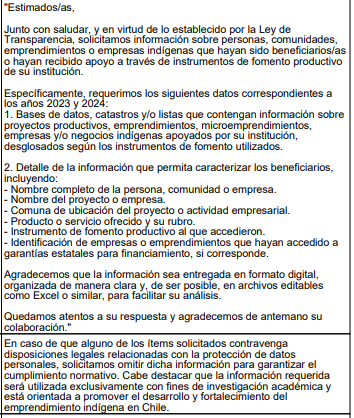 "Estimados/as,
Junto con saludar, y en virtud de lo establecido por la Ley de
Transparencia, solicitamos información sobre personas, comunidades,
emprendimientos o empresas indígenas que hayan sido beneficiarios/as
o hayan recibido apoyo a través de instrumentos de fomento productivo
de su institución.
Específicamente, requerimos los siguientes datos correspondientes a
los años 2023 y 2024:
1. Bases de datos, catastros y/o listas que contengan información sobre
proyectos productivos, emprendimientos, microemprendimientos,
empresas y/o negocios indígenas apoyados por su institución,
desglosados según los instrumentos de fomento utilizados.
2. Detalle de la información que permita caracterizar los beneficiarios,
incluyendo:
- Nombre completo de la persona, comunidad o empresa.
- Nombre del proyecto o empresa.
- Comuna de ubicación del proyecto o actividad empresarial.
- Producto o servicio ofrecido y su rubro.
- Instrumento de fomento productivo al que accedieron.
- Identificación de empresas o emprendimientos que hayan accedido a
garantías estatales para financiamiento, si corresponde.
Agradecemos que la información sea entregada en formato digital,
organizada de manera clara y, de ser posible, en archivos editables
como Excel o similar, para facilitar su análisis.
Quedamos atentos a su respuesta y agradecemos de antemano su
colaboración."
En caso de que alguno de los ítems solicitados contravenga
disposiciones legales relacionadas con la protección de datos
personales, solicitamos omitir dicha información para garantizar el
cumplimiento normativo. Cabe destacar que la información requerida
será utilizada exclusivamente con fines de investigación académica y
está orientada a promover el desarrollo y fortalecimiento del
emprendimiento indígena en Chile.